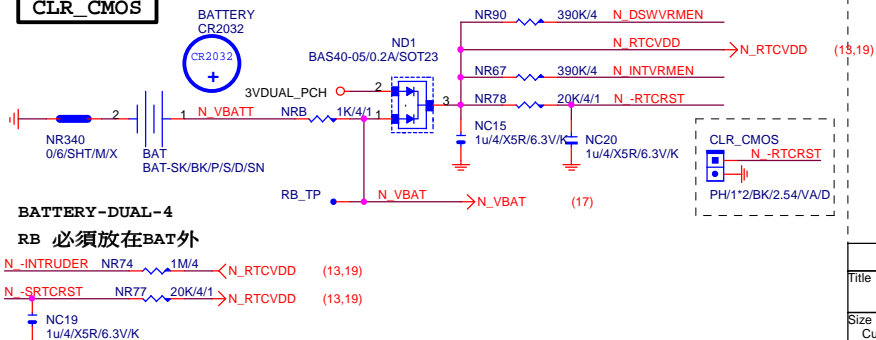 CLR_CMOS
BATTERY
CR2032
CR2032
+
ND1
BAS40-05/0.2A/SOT23
3VDUAL_PCH
2
1
3
NR90 390K/4 N_DSWVRMEN
N_RTCVDD N_RTCVDD (13,19)
NR67 390K/4 N_INTVRMEN
NR78 20K/4/1 N_-RTCRST
2 1 N_VBATT NRB 1K/4/1
NR340
0/6/SHT/M/X
BAT
BAT-SK/BK/P/S/D/SN
NC15
1u/4/X5R/6.3V/K
NC20
1u/4/X5R/6.3V/K
CLR_CMOS
N_-RTCRST
PH/1*2/BK/2.54/VA/D
RB_TP N_VBAT N_VBAT (17)
BATTERY-DUAL-4
RB 必須放在BAT外
N_-INTRUDER NR74 1M/4 N_RTCVDD (13,19)
N_-SRTCRST NR77 20K/4/1 N_RTCVDD (13,19)
NC19
1u/4/X5R/6.3V/K
Title
Size
Cu